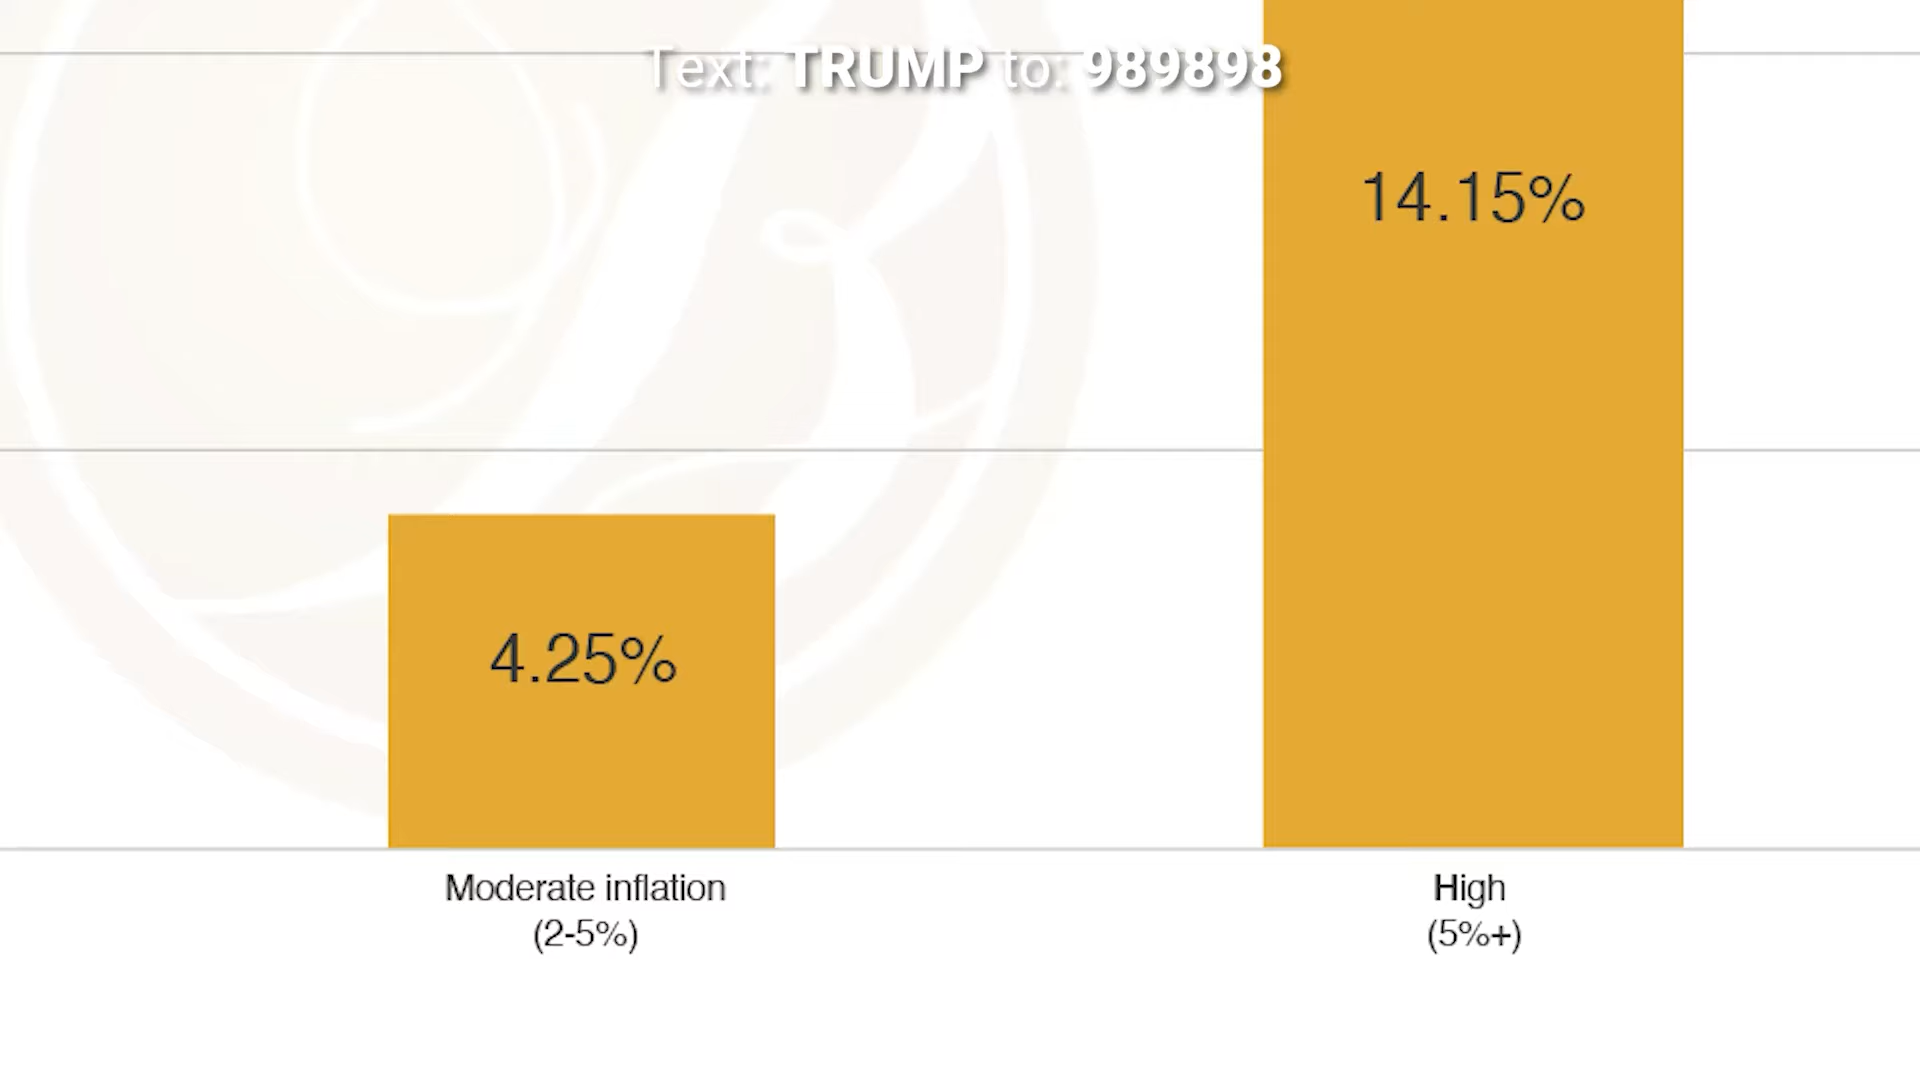 Text: TRUMP to: 989898
14.15%
4.25%
Moderate inflation
(2-5%)
High
(5%+)